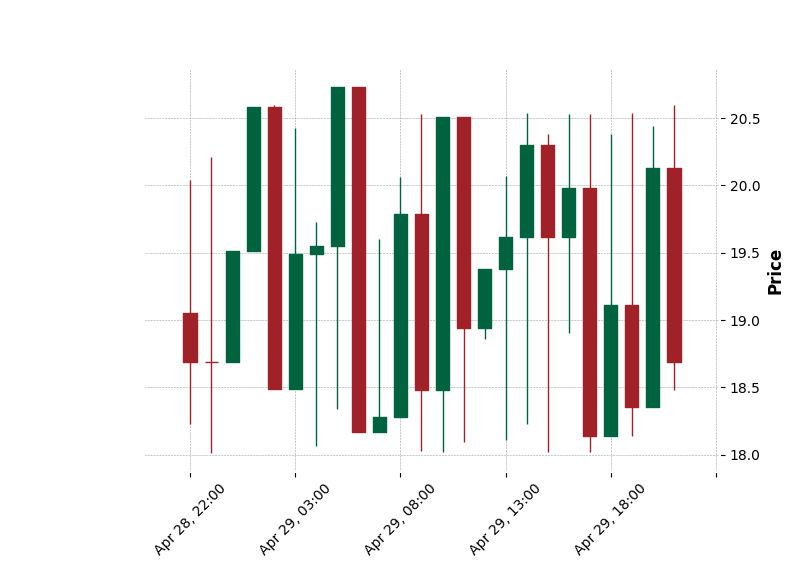 20.5
20.0
19.5
19.0
18.5
18.0
Price
Apr 28, 22:00
Apr 29, 03:00
Apr 29, 08:00
Apr 29, 13:00
Apr 29, 18:00